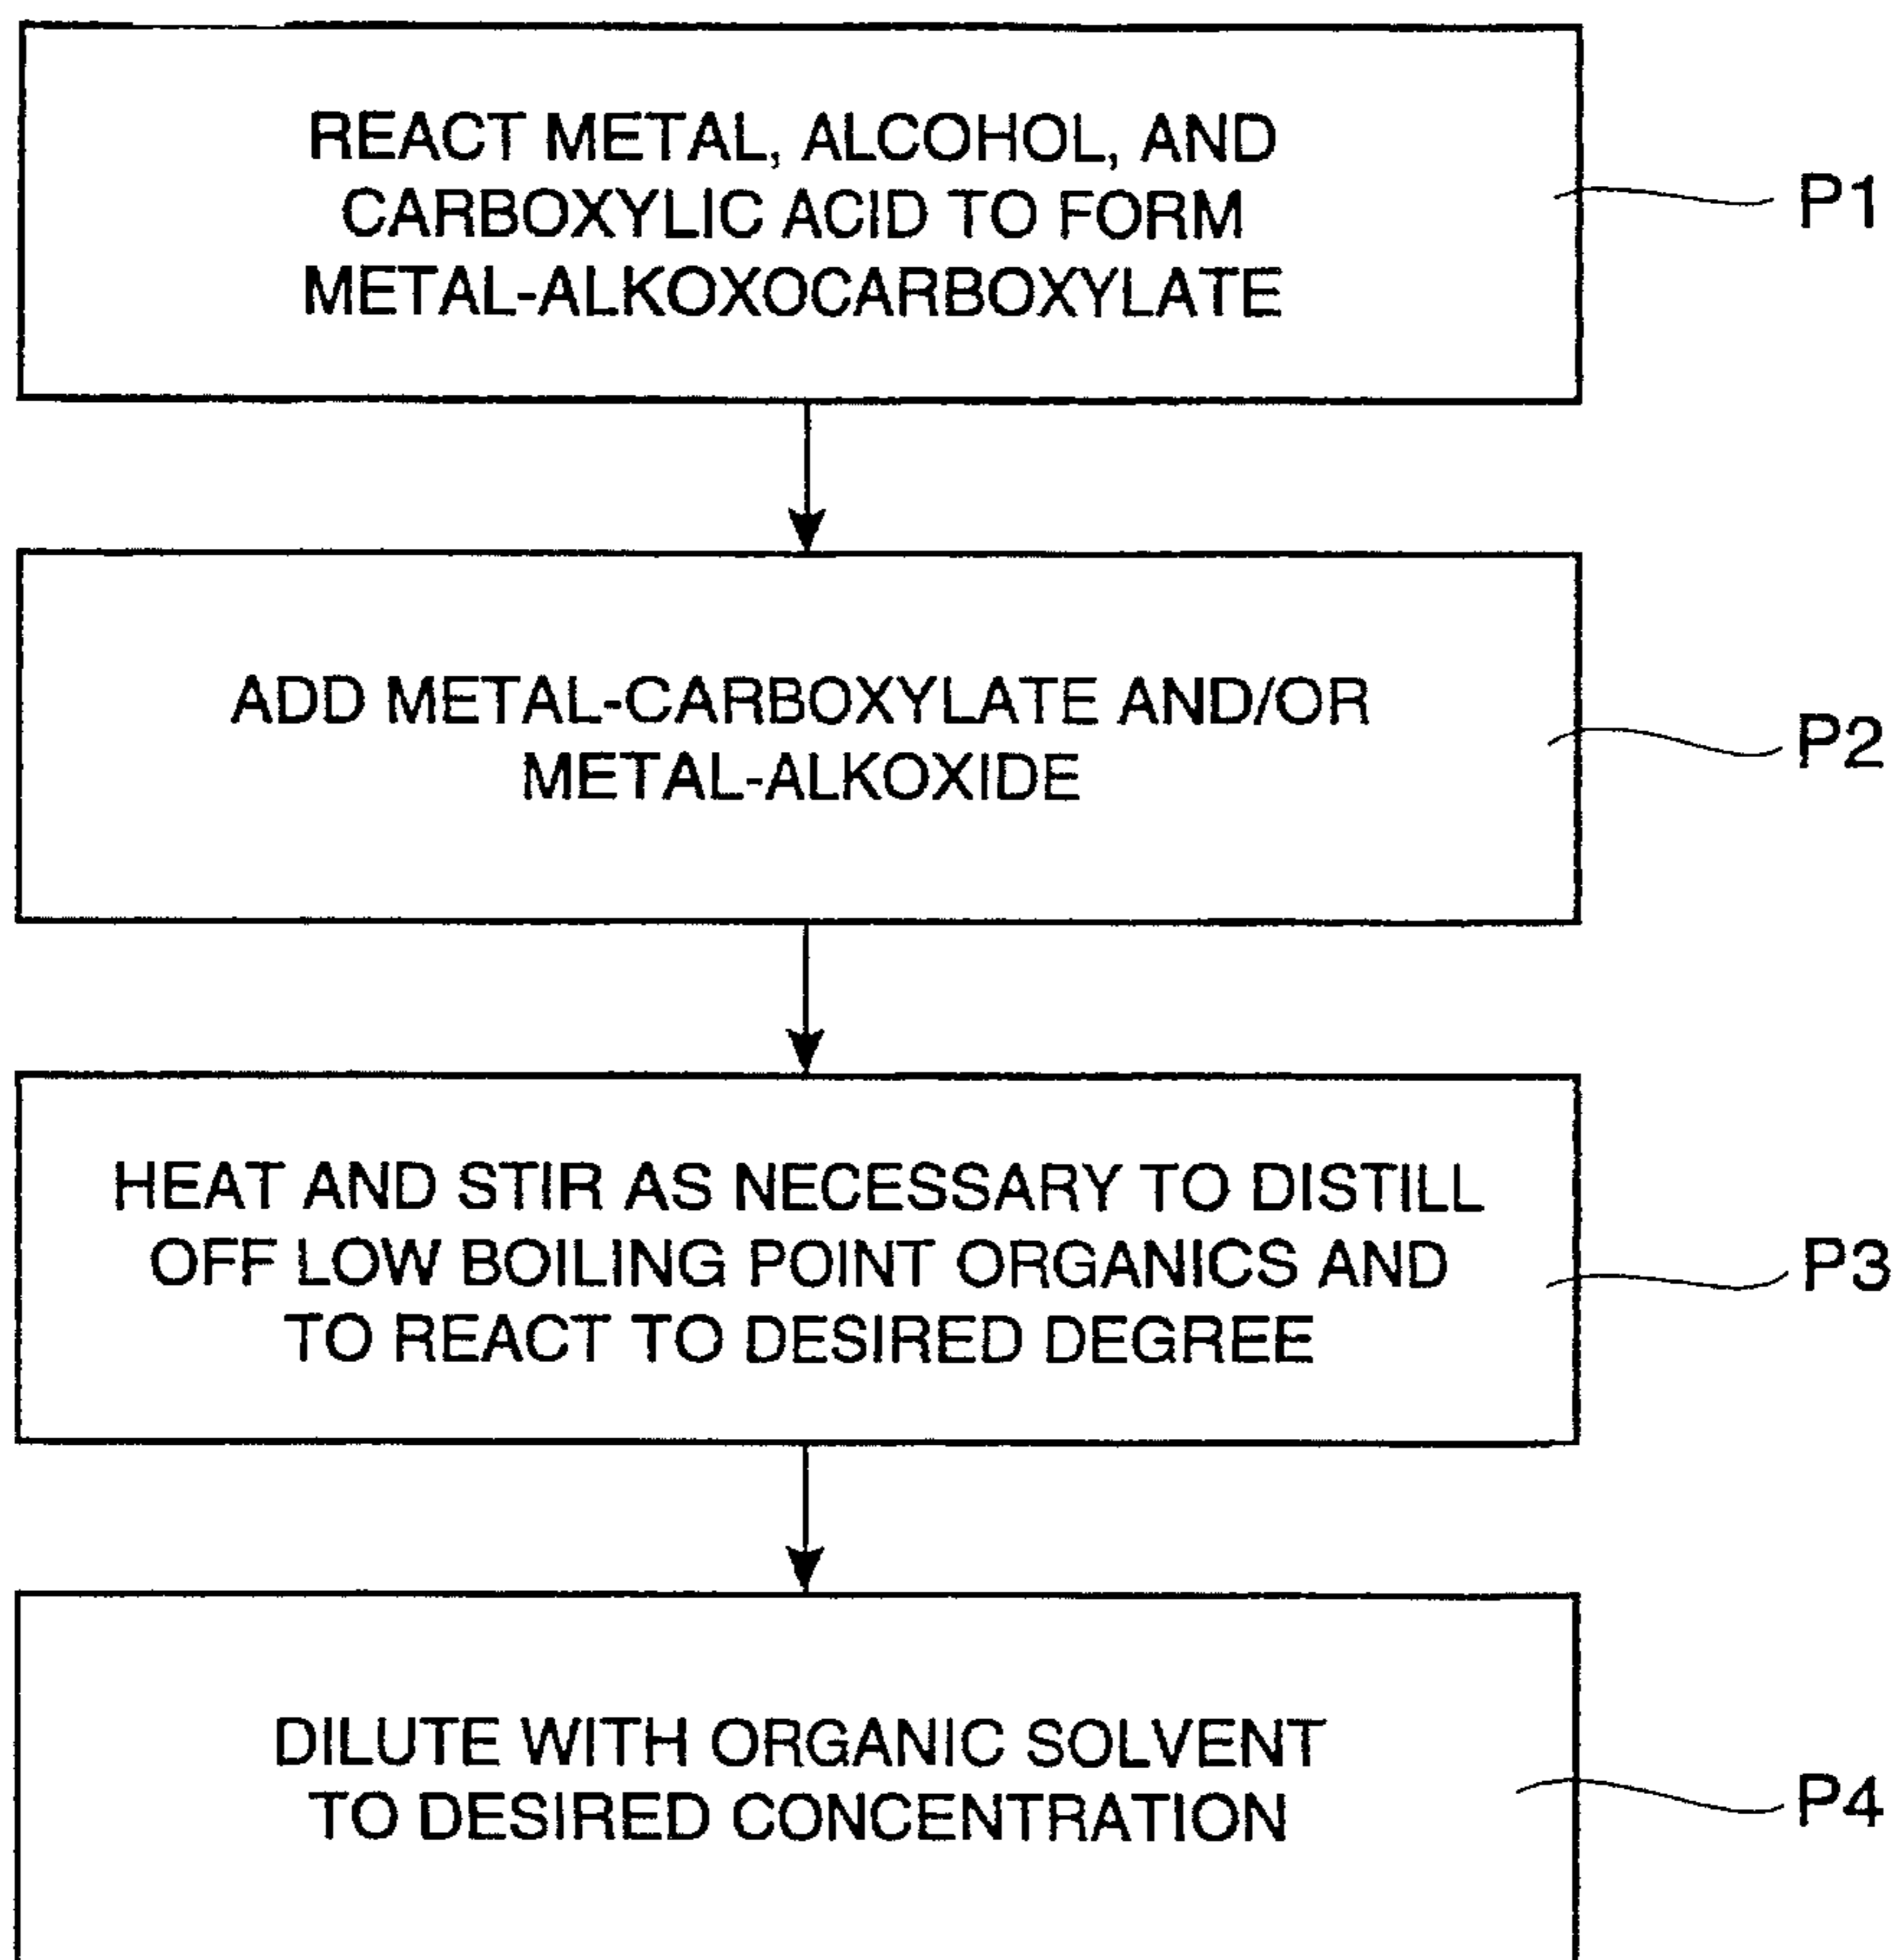 REACT METAL, ALCOHOL, AND
CARBOXYLIC ACID TO FORM
METAL-ALKOXOCARBOXYLATE
P1
ADD METAL-CARBOXYLATE AND/OR
METAL-ALKOXIDE
P2
HEAT AND STIR AS NECESSARY TO DISTILL
OFF LOW BOILING POINT ORGANICS AND
TO REACT TO DESIRED DEGREE
P3
DILUTE WITH ORGANIC SOLVENT
TO DESIRED CONCENTRATION
P4